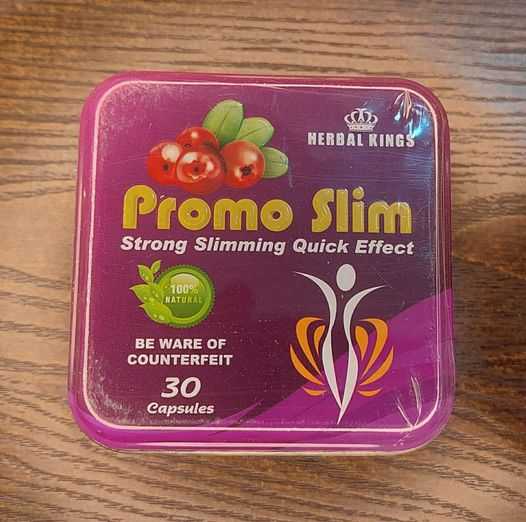 HERBAL KINGS
Promo Slim
Strong Slimming Quick Effect
100%
NATURAL
BE WARE OF
COUNTERFEIT
30
Capsules